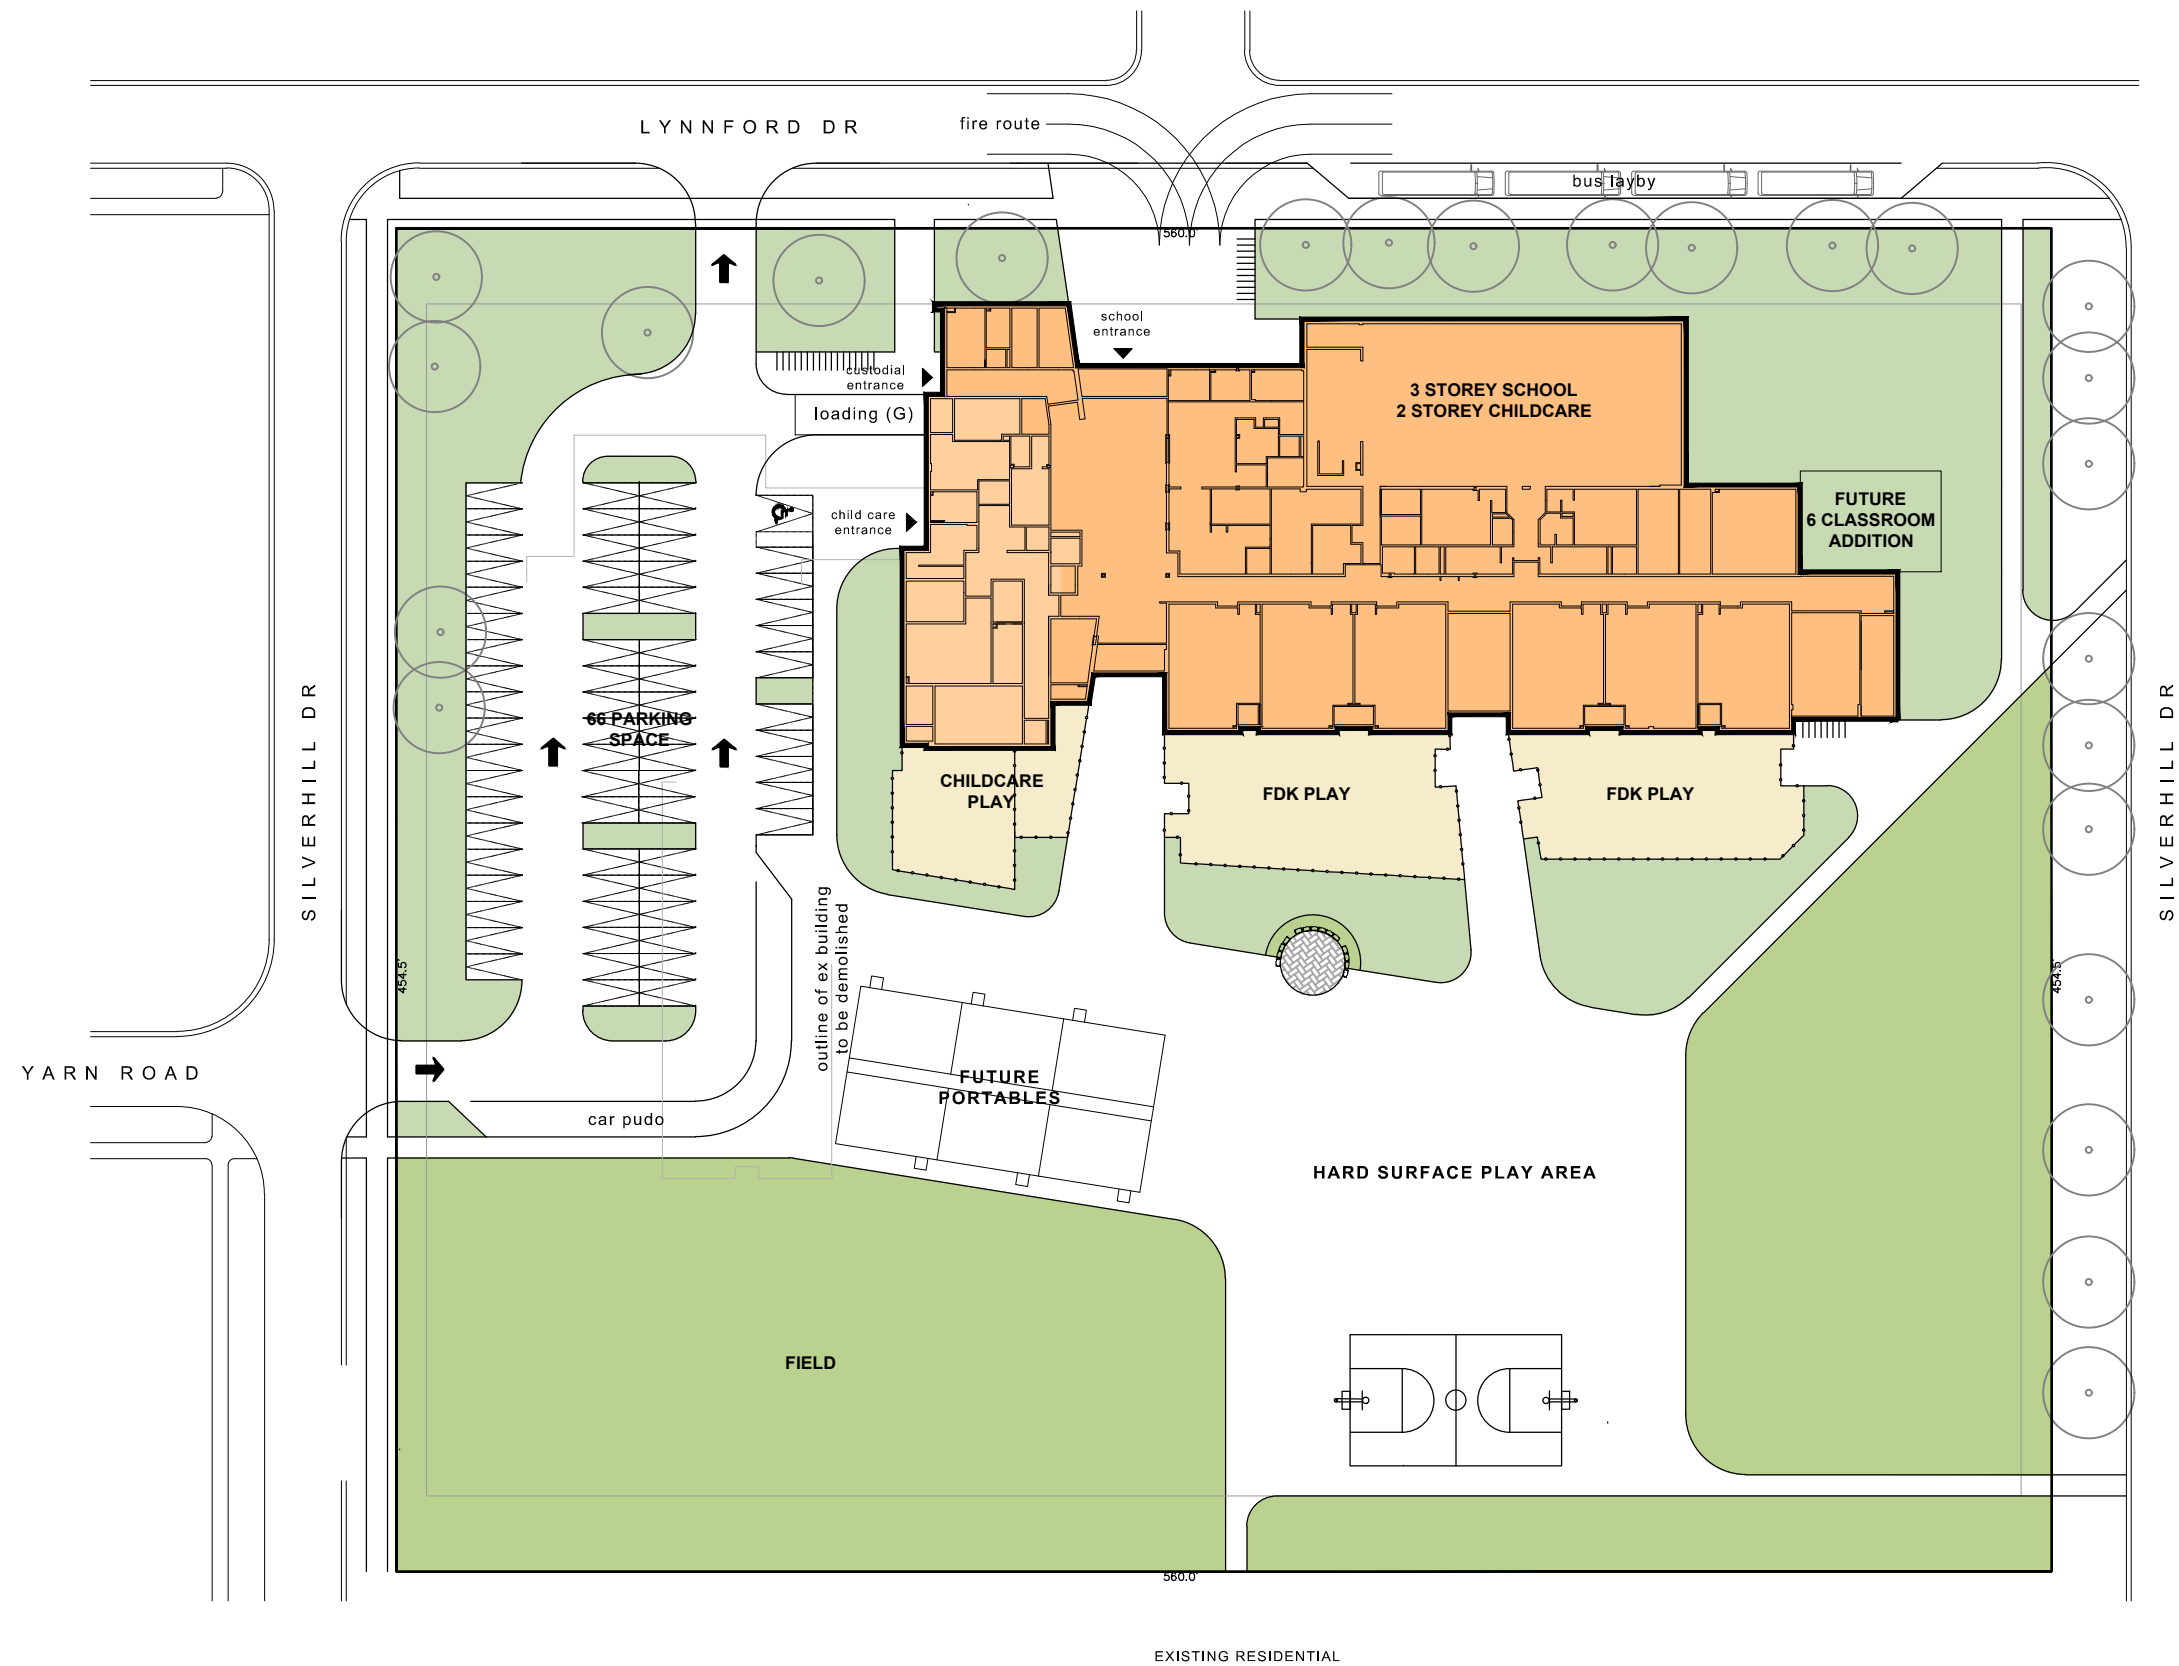 LYNNFORD DR
fire route
bus layby
560.0'
school
entrance
custodial
entrance
loading (G)
3 STOREY SCHOOL
2 STOREY CHILDCARE
child care
entrance
FUTURE
6 CLASSROOM
ADDITION
SILVERHILL DR
66 PARKING
SPACE
SILVERHILL DR
CHILDCARE
PLAY
FDK PLAY
FDK PLAY
outline of ex building
to be demolished
454.5'
454.5'
YARN ROAD
FUTURE
PORTABLES
car pudo
HARD SURFACE PLAY AREA
FIELD
560.0'
EXISTING RESIDENTIAL